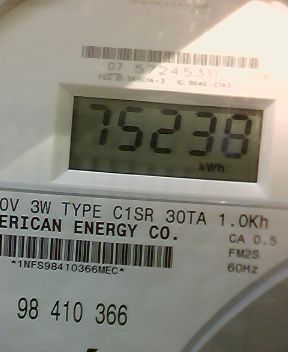 75238
kWh
0V 3W TYPE C1SR 30TA 1.0Kh
ERICAN ENERGY CO.
CA 0.5
FM2S
*1NFS98410366MEC*
60Hz
98 410 366